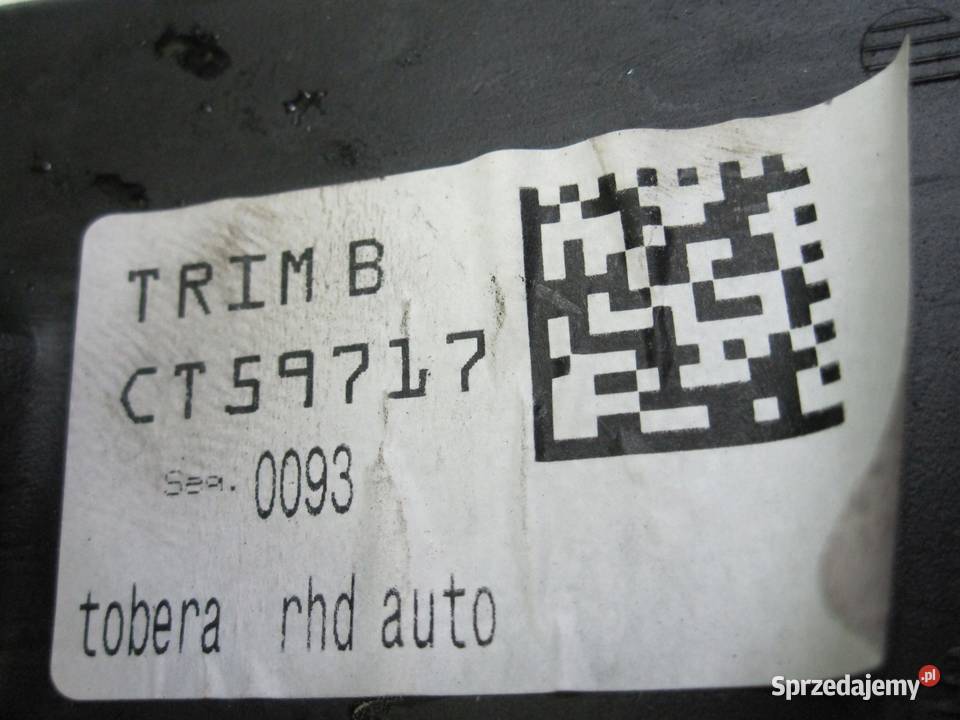 TRIM B
CT59717
Seq. 0093
tobera rhd auto
Sprzedajemy.pl